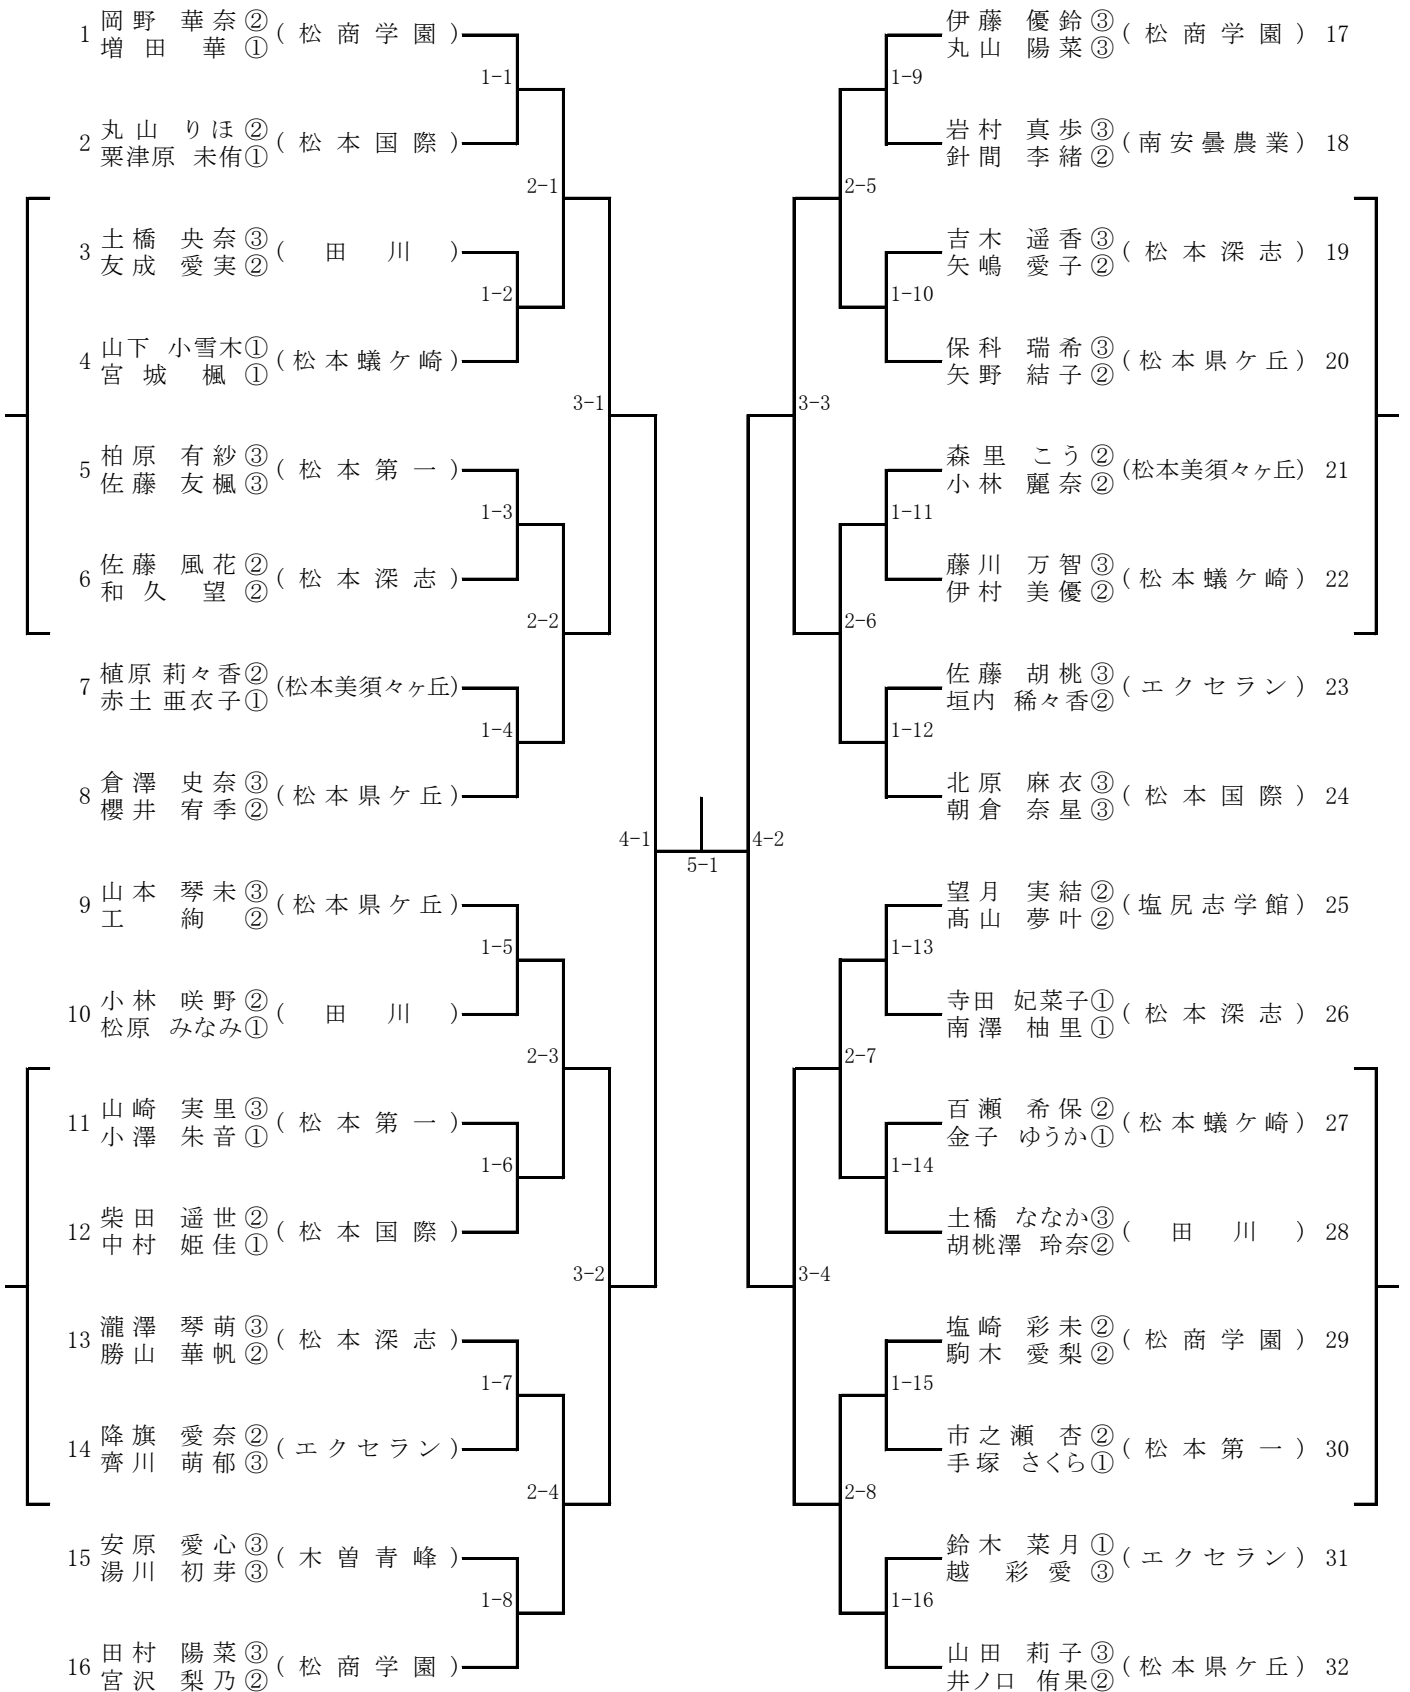 1 岡野 華奈② (松商学園)
増田 華①
1-1
2 丸山 りほ② (松本国際)
粟津原 未侑①
2-1
3 土橋 央奈③ (田川)
友成 愛実②
1-2
4 山下 小雪木① (松本蟻ケ崎)
宮城 楓①
3-1
5 柏原 有紗③ (松本第一)
佐藤 友楓③
1-3
6 佐藤 風花② (松本深志)
和久 望②
2-2
7 植原 莉々香② (松本美須々ヶ丘)
赤土 亜衣子①
1-4
8 倉澤 史奈③ (松本県ケ丘)
櫻井 宥季②
4-1
9 山本 琴未③ (松本県ケ丘)
工 絢②
1-5
10 小林 咲野② (田川)
松原 みなみ①
2-3
11 山崎 実里③ (松本第一)
小澤 朱音①
1-6
12 柴田 遥世② (松本国際)
中村 姫佳①
3-2
13 瀧澤 琴萌③ (松本深志)
勝山 華帆②
1-7
14 降旗 愛奈② (エクセラン)
齊川 萌郁③
2-4
15 安原 愛心③ (木曽青峰)
湯川 初芽③
1-8
16 田村 陽菜③ (松商学園)
宮沢 梨乃②
5-1
伊藤 優鈴③ (松商学園) 17
丸山 陽菜③
1-9
岩村 真歩③ (南安曇農業) 18
針間 李緒②
2-5
吉木 遥香③ (松本深志) 19
矢嶋 愛子②
1-10
保科 瑞希③ (松本県ケ丘) 20
矢野 結子②
3-3
森里 こう② (松本美須々ヶ丘) 21
小林 麗奈②
1-11
藤川 万智③ (松本蟻ケ崎) 22
伊村 美優②
2-6
佐藤 胡桃③ (エクセラン) 23
垣内 稀々香②
1-12
北原 麻衣③ (松本国際) 24
朝倉 奈星③
4-2
望月 実結② (塩尻志学館) 25
髙山 夢叶②
1-13
寺田 妃菜子① (松本深志) 26
南澤 柚里①
2-7
百瀬 希保② (松本蟻ケ崎) 27
金子 ゆうか①
1-14
土橋 ななか③ (田川) 28
胡桃澤 玲奈②
3-4
塩崎 彩未② (松商学園) 29
駒木 愛梨②
1-15
市之瀬 杏② (松本第一) 30
手塚 さくら①
2-8
鈴木 菜月① (エクセラン) 31
越 彩愛③
1-16
山田 莉子③ (松本県ケ丘) 32
井ノ口 侑果②